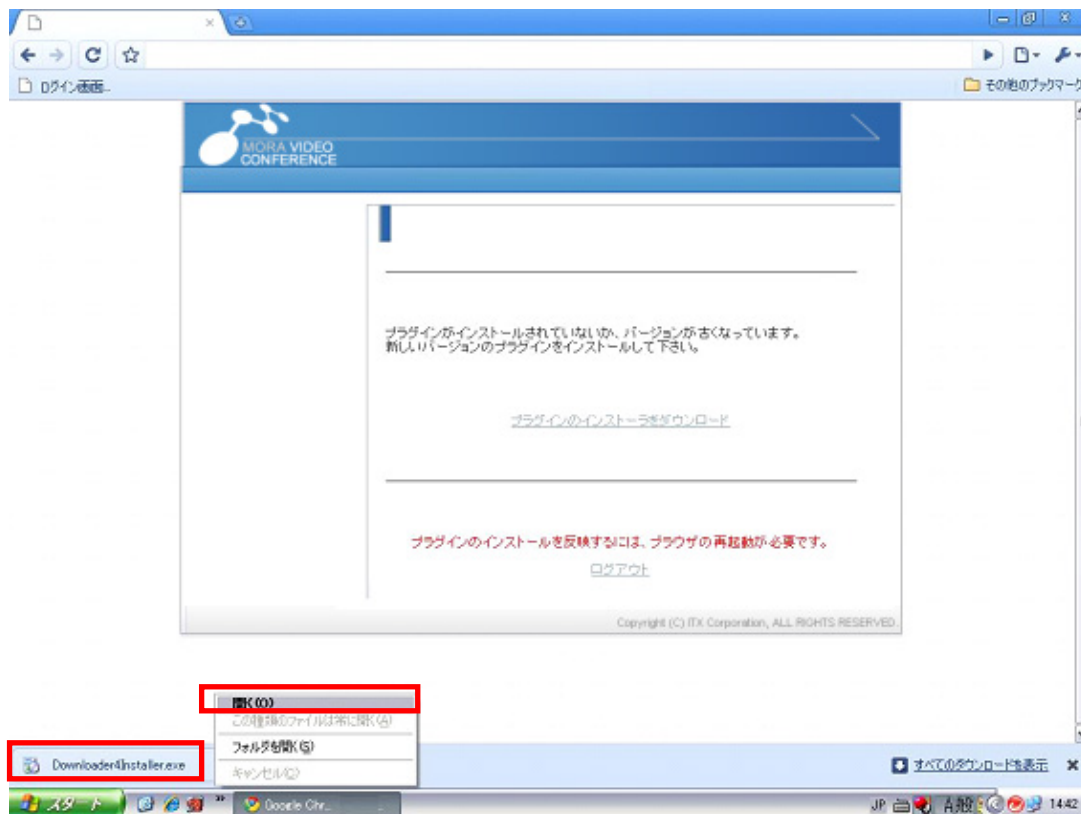 ログイン画面..
その他のブックマーク
MORA VIDEO
CONFERENCE
プラグインがインストールされていないか、バージョンが古くなっています。
新しいバージョンのプラグインをインストールして下さい。
プラグインのインストーラをダウンロード
プラグインのインストールを反映するには、ブラウザの再起動が必要です。
ログアウト
Copyright (C) ITX Corporation, ALL RIGHTS RESERVED.
開く(O)
この種類のファイルは常に開く(A)
フォルダを開く(S)
キャンセル(C)
Downloader4Installer.exe
すべてのダウンロードを表示
スタート
Google Chr...
JP
A 般
14:42